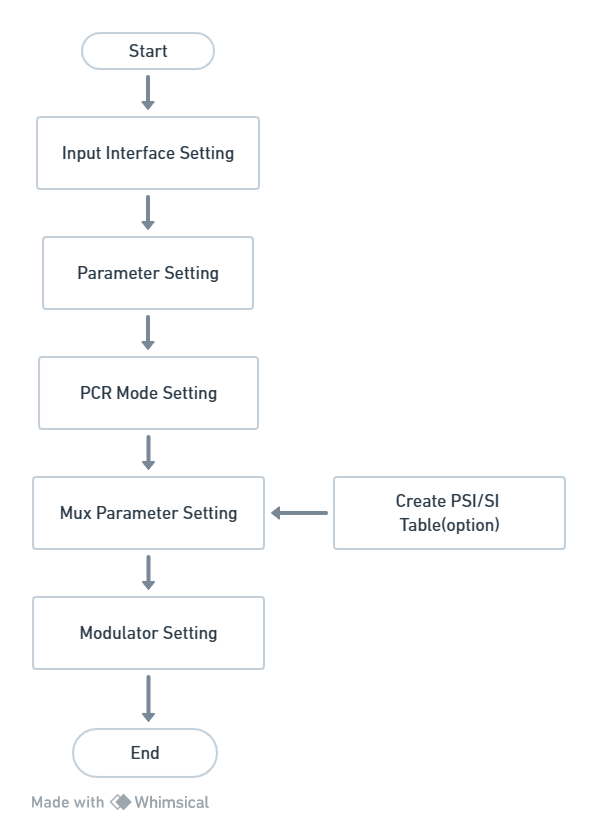 Start
Input Interface Setting
Parameter Setting
PCR Mode Setting
Mux Parameter Setting
Create PSI/SI
Table(option)
Modulator Setting
End
Made with Whimsical